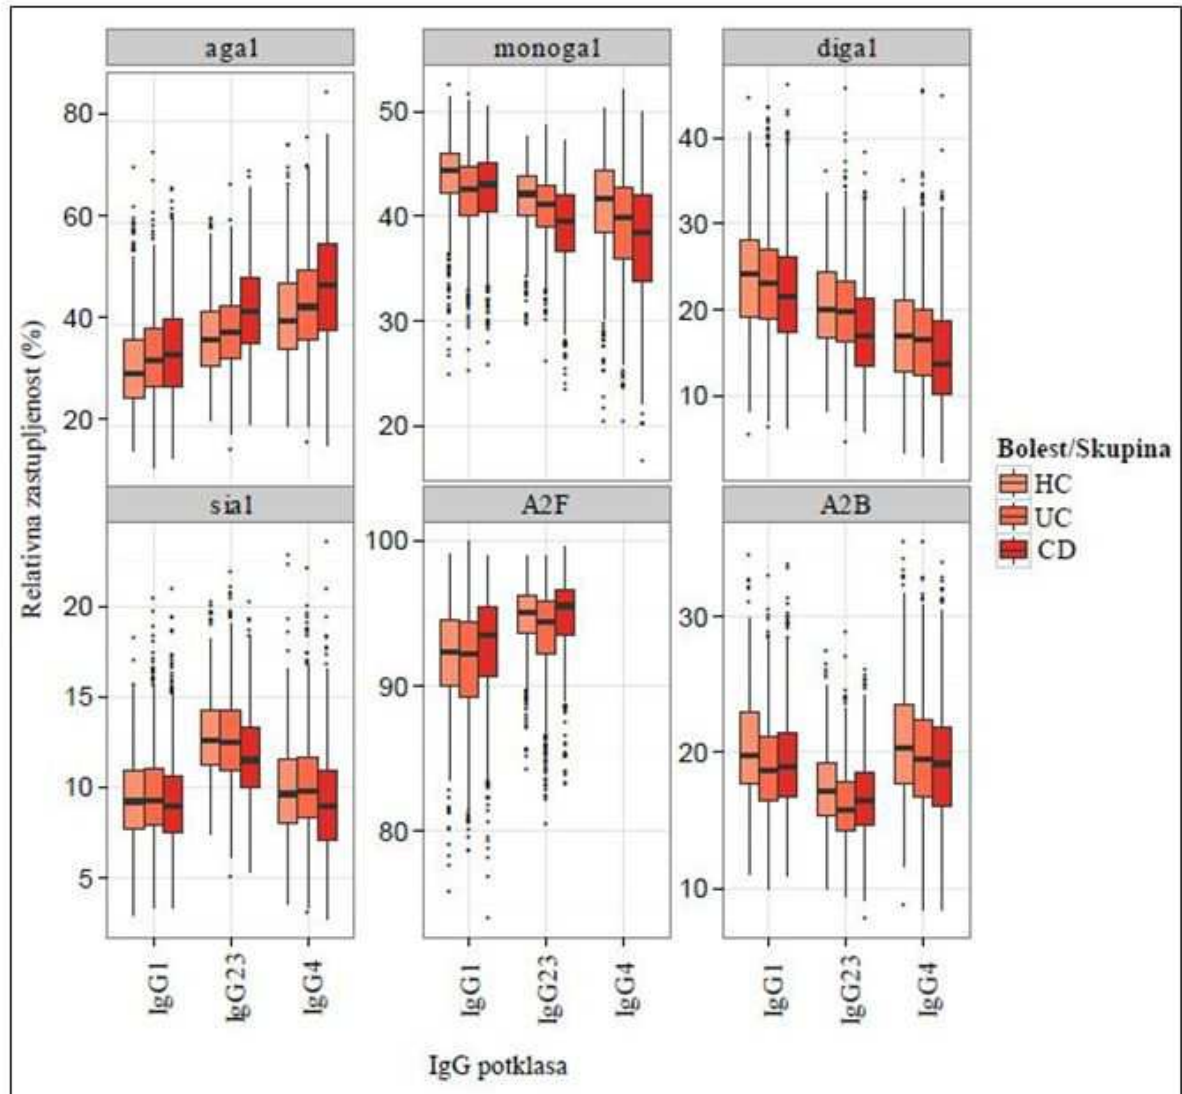 aga1 monoga1 diga1
80
60
40
20
50
40
30
20
40
30
20
10
sia1 A2F A2B
20
15
10
5
100
90
80
30
20
10
IgG1 IgG23 IgG4 IgG1 IgG23 IgG4 IgG1 IgG23 IgG4
Relativna zastupljenost (%)
IgG potklasa
Bolest/Skupina
HC
UC
CD